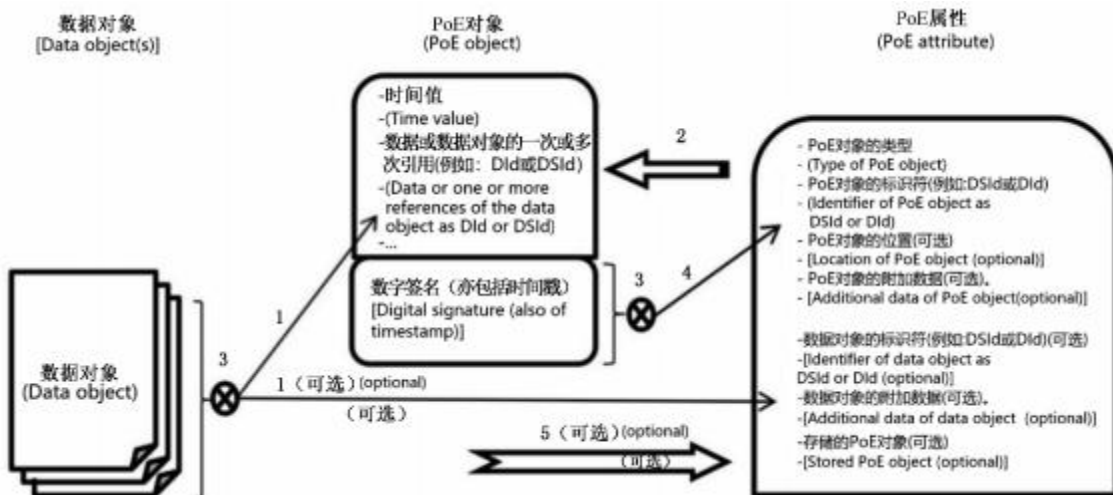 数据对象
[Data object(s)]
PoE对象
(PoE object)
PoE属性
(PoE attribute)
-时间值
-(Time value)
-数据或数据对象的一次或多
次引用(例如：DId或DSId)
-(Data or one or more
references of the data
object as DId or DSId)
-...
数字签名（亦包括时间戳）
[Digital signature (also of
timestamp)]
2
3
4
1
3
数据对象
(Data object)
1（可选）(optional)
(可选)
5（可选）(optional)
(可选)
- PoE对象的类型
- (Type of PoE object)
- PoE对象的标识符(例如:DSId或DId)
- (Identifier of PoE object as
DSId or DId)
- PoE对象的位置(可选)
- [Location of PoE object (optional)]
- PoE对象的附加数据(可选)。
- [Additional data of PoE object(optional)]
-数据对象的标识符(例如:DSId或DId)(可选)
-[Identifier of data object as
DSId or DId (optional)]
-数据对象的附加数据(可选)。
-[Additional data of data object (optional)]
-存储的PoE对象(可选)
-[Stored PoE object (optional)]